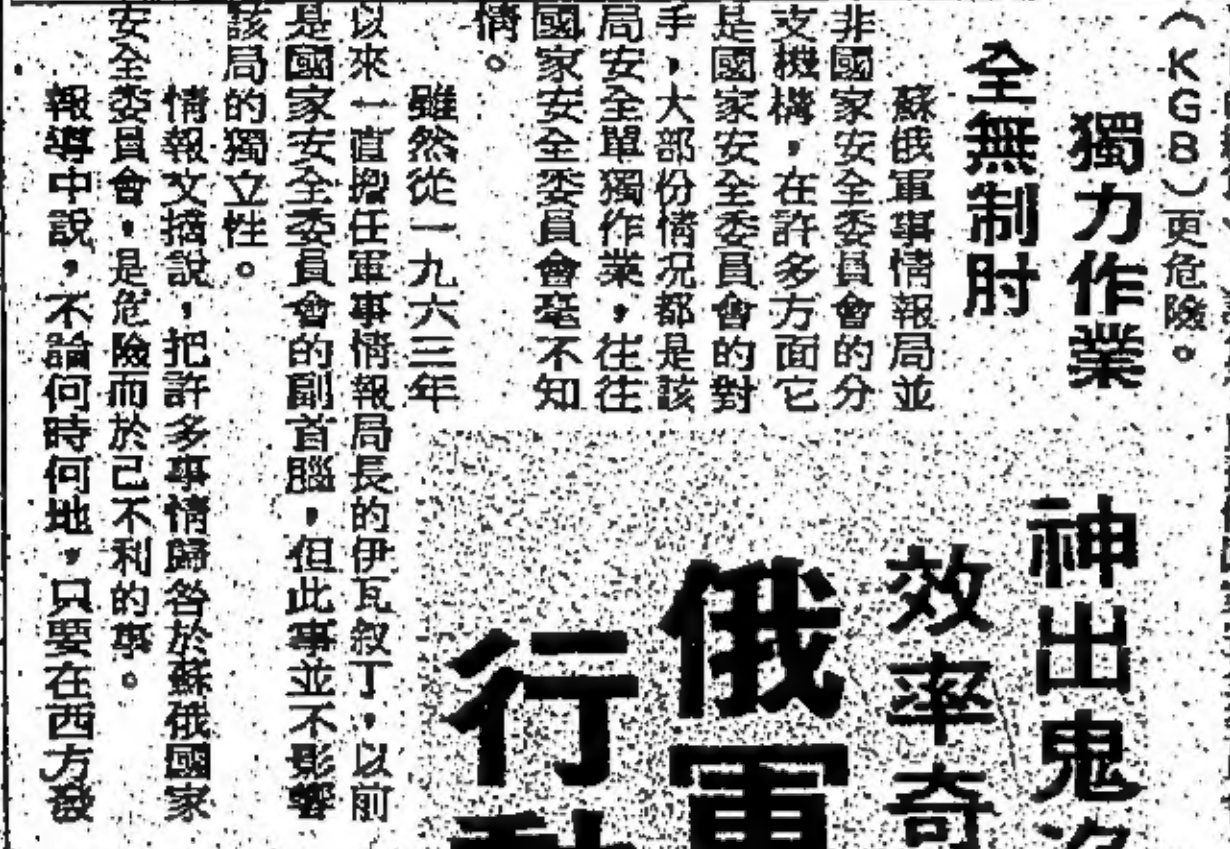 （KGB）更危險。
獨力作業
全無制肘
蘇俄軍事情報局並
非國家安全委員會的分
支機構，在許多方面它
是國家安全委員會的對
手，大部份情況都是該
局安全單獨作業，往往
國家安全委員會毫不知
情。
雖然從一九六三年
以來一直擔任軍事情報局長的伊瓦叙丁，以前
是國家安全委員會的副首腦，但此事並不影響
該局的獨立性。
情報文摘說，把許多事情歸咎於蘇俄國家
安全委員會，是危險而於己不利的事。
報導中說，不論何時何地，只要在西方發
神出鬼
效率奇
俄軍
行動